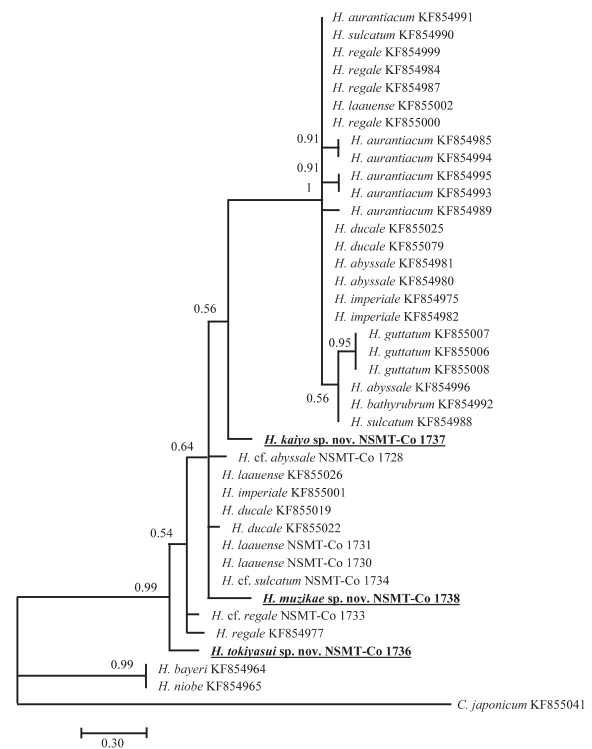 H. aurantiacum KF854991
H. sulcatum KF854990
H. regale KF854999
H. regale KF854984
H. regale KF854987
H. laauense KF855002
H. regale KF855000
0.91
H. aurantiacum KF854985
H. aurantiacum KF854994
0.91
H. aurantiacum KF854995
1
H. aurantiacum KF854993
H. aurantiacum KF854989
H. ducale KF855025
H. ducale KF855079
H. abyssale KF854981
H. abyssale KF854980
H. imperiale KF854975
0.56
H. imperiale KF854982
H. guttatum KF855007
0.95
H. guttatum KF855006
H. guttatum KF855008
H. abyssale KF854996
0.56
H. bathyrubrum KF854992
H. sulcatum KF854988
H. kaiyo sp. nov. NSMT-Co 1737
0.64
H. cf. abyssale NSMT-Co 1728
H. laauense KF855026
H. imperiale KF855001
H. ducale KF855019
H. ducale KF855022
0.54
H. laauense NSMT-Co 1731
H. laauense NSMT-Co 1730
H. cf. sulcatum NSMT-Co 1734
0.99
H. muzikae sp. nov. NSMT-Co 1738
H. cf. regale NSMT-Co 1733
H. regale KF854977
H. tokiyasui sp. nov. NSMT-Co 1736
0.99
H. bayeri KF854964
H. niobe KF854965
C. japonicum KF855041
0.30